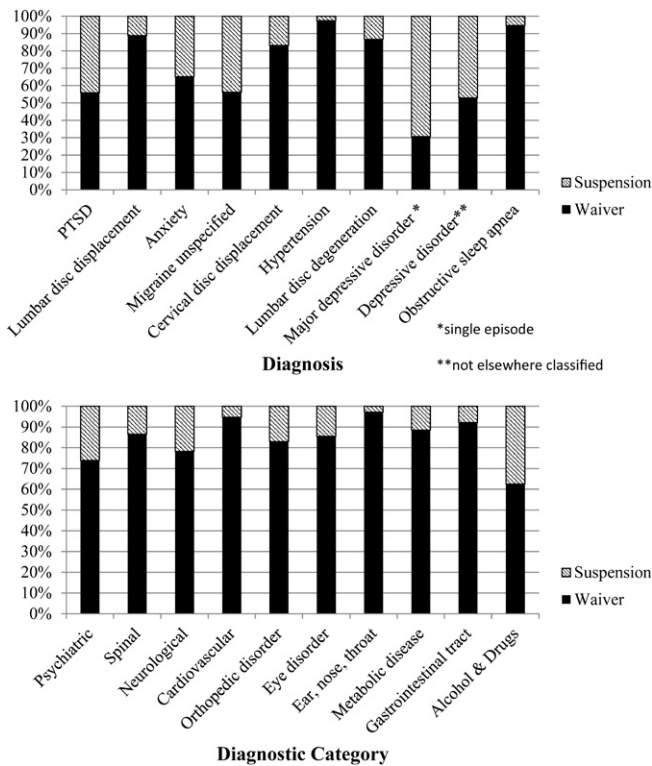 100%
90%
80%
70%
60%
50%
40%
30%
20%
10%
0%
PTSD
Lumbar disc displacement
Anxiety
Migraine unspecified
Cervical disc displacement
Hypertension
Lumbar disc degeneration
Major depressive disorder *
Depressive disorder**
Obstructive sleep apnea
Suspension
Waiver
*single episode
**not elsewhere classified
Diagnosis
100%
90%
80%
70%
60%
50%
40%
30%
20%
10%
0%
Psychiatric
Spinal
Neurological
Cardiovascular
Orthopedic disorder
Eye disorder
Ear, nose, throat
Metabolic disease
Gastrointestinal tract
Alcohol & Drugs
Suspension
Waiver
Diagnostic Category